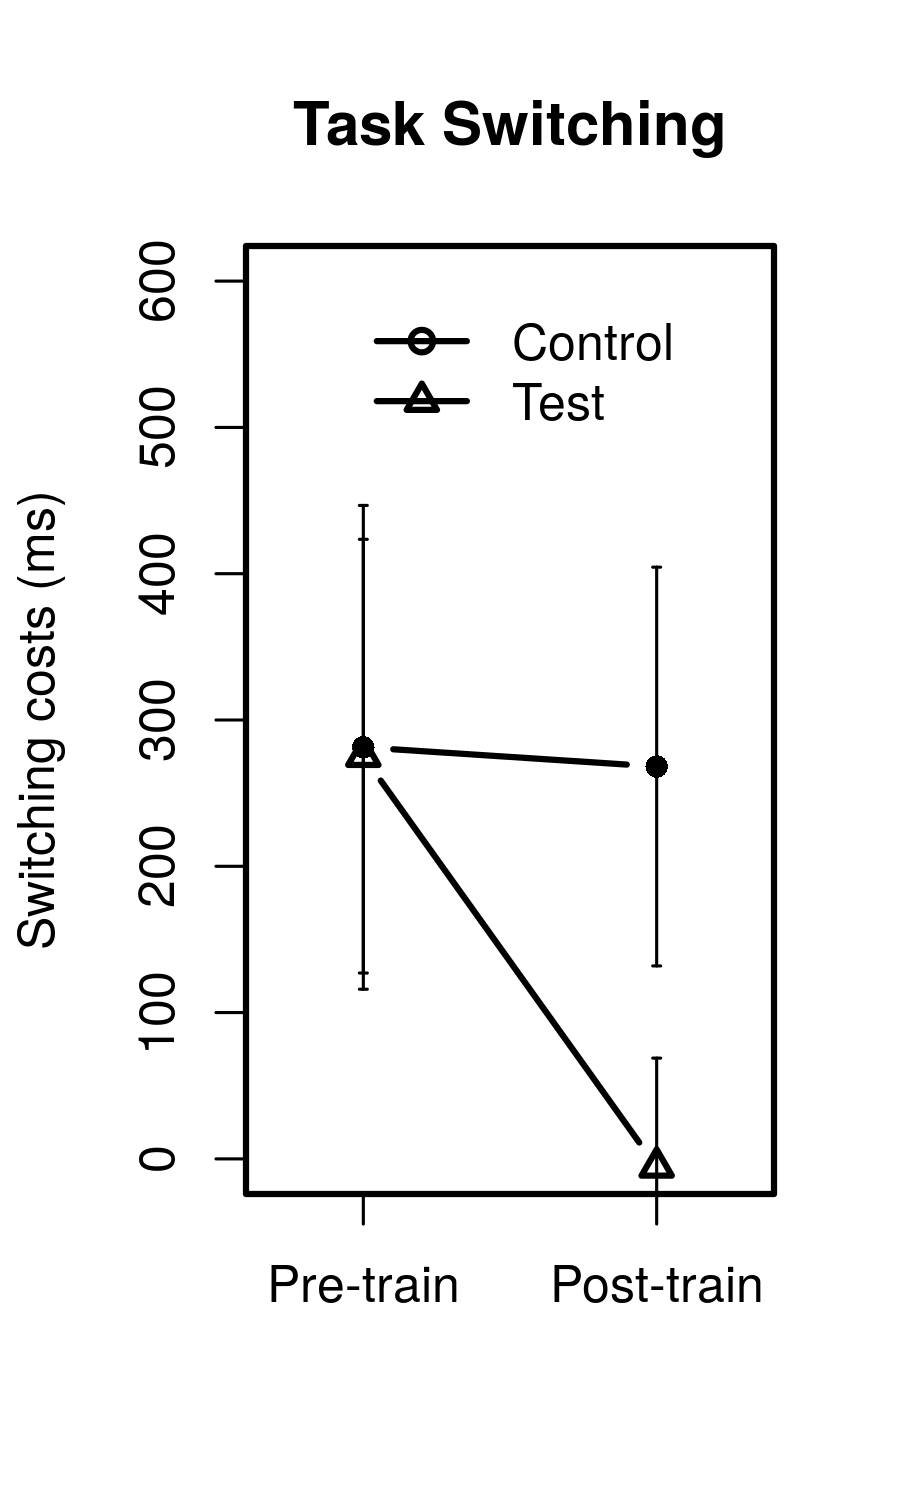 Task Switching
Switching costs (ms)
600
500
400
300
200
100
0
Control
Test
Pre-train
Post-train